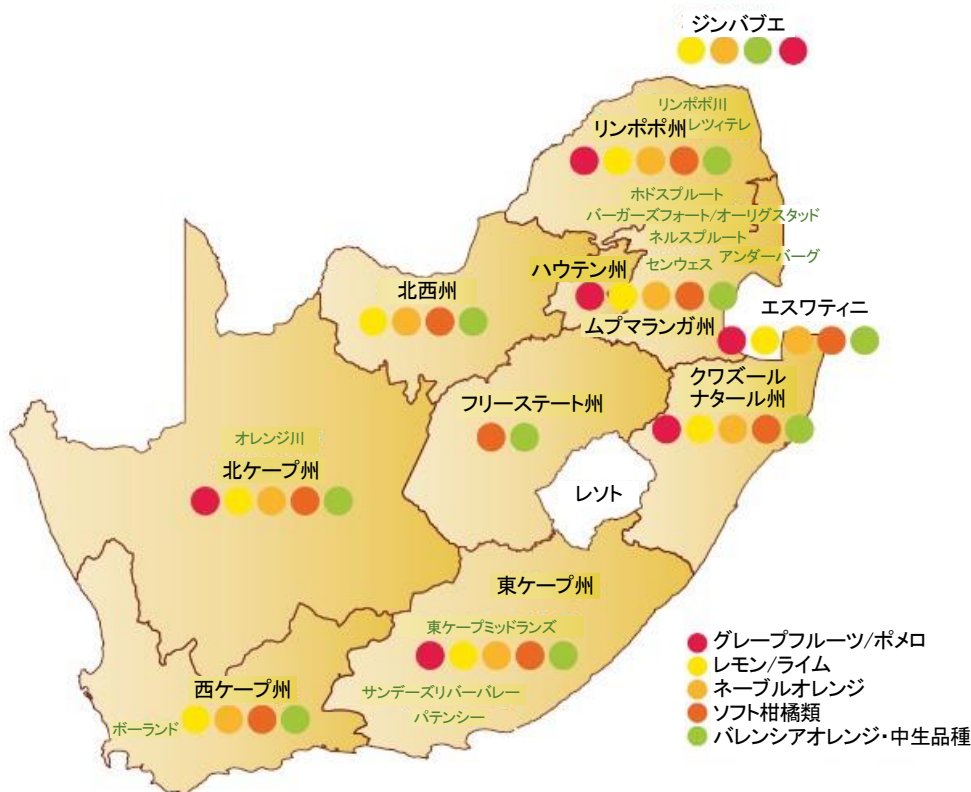 ジンバブエ
リンポポ川
リンポポ州
レツィテレ
ホドスプルート
バーガーズフォート/オーリグスタッド
ネルスプルート
アンダーバーグ
センウェス
ハウテン州
ムプマランガ州
エスワティニ
北西州
クワズール
ナタール州
フリーステート州
オレンジ川
北ケープ州
レソト
東ケープ州
東ケープミッドランズ
サンデーズリバーバレー
パテンシー
西ケープ州
ボーランド
グレープフルーツ/ポメロ
レモン/ライム
ネーブルオレンジ
ソフト柑橘類
バレンシアオレンジ・中生品種